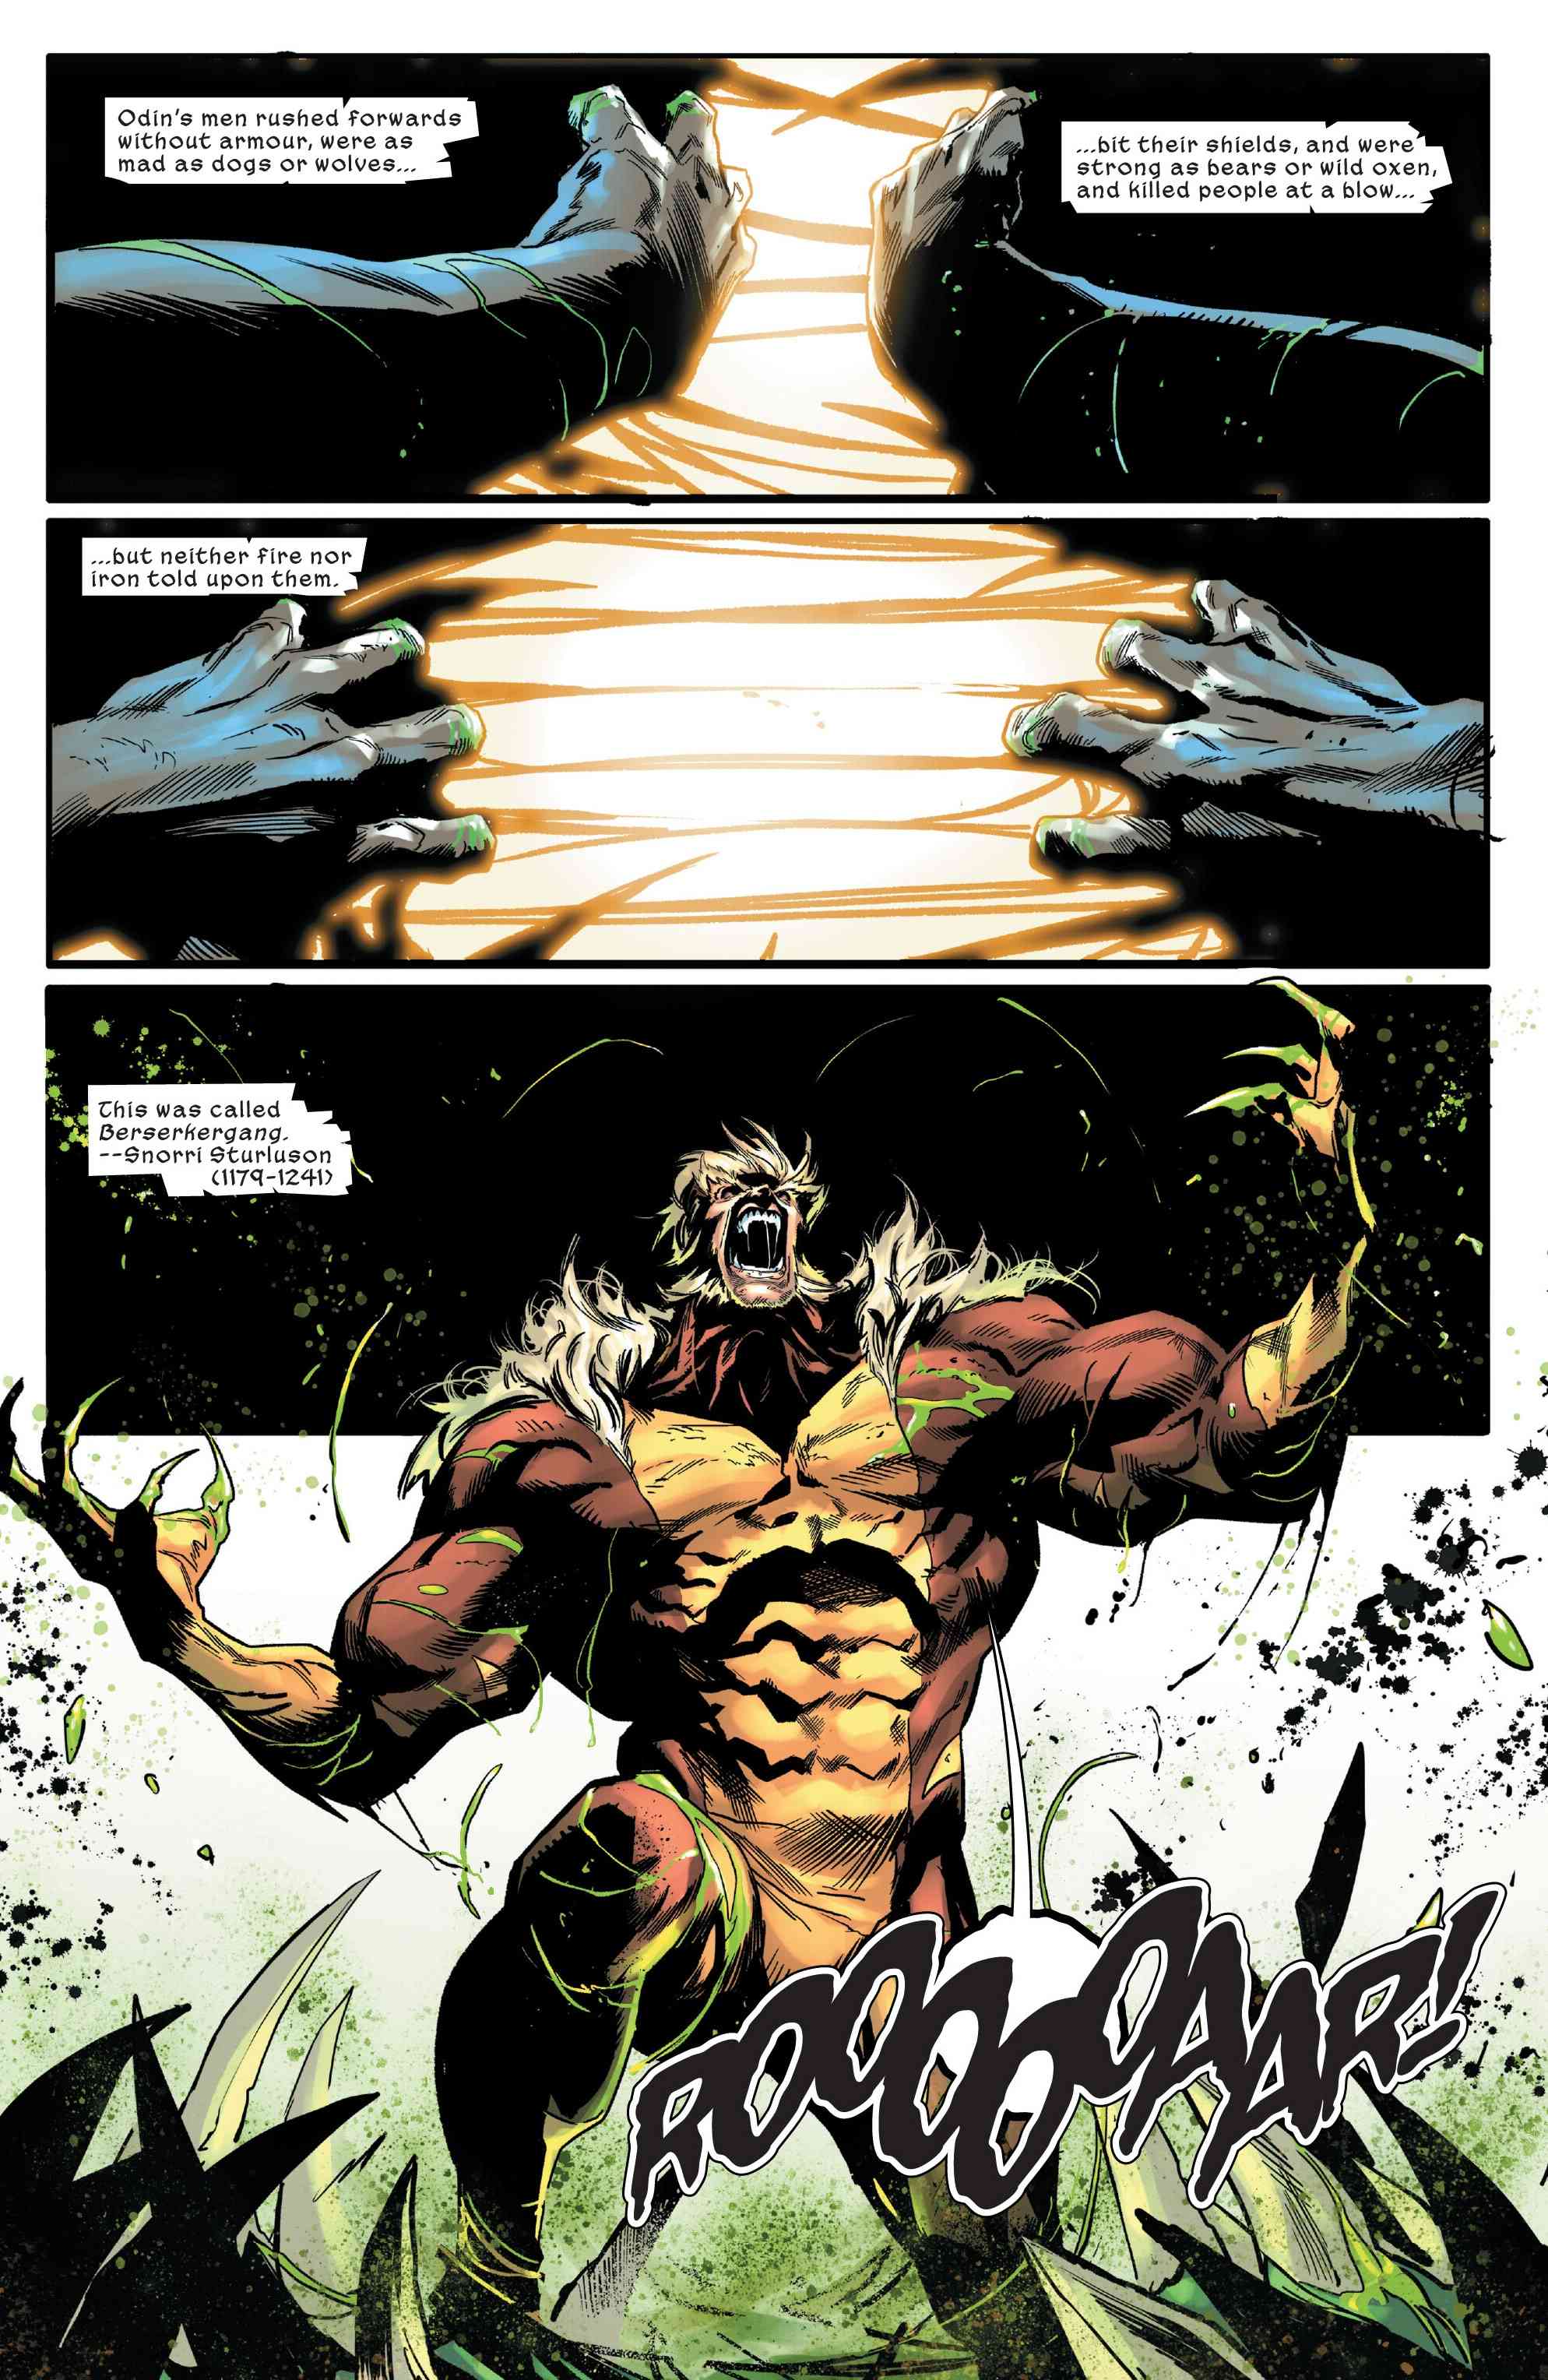 Odin's men rushed forwards
without armour, were as
mad as dogs or wolves...
...bit their shields, and were
strong as bears or wild oxen,
and killed people at a blow...
...but neither fire nor
iron told upon them.
This was called
Berserkergang.
--Snorri Sturluson
(1179-1241)
ROOOOOOAAAR!